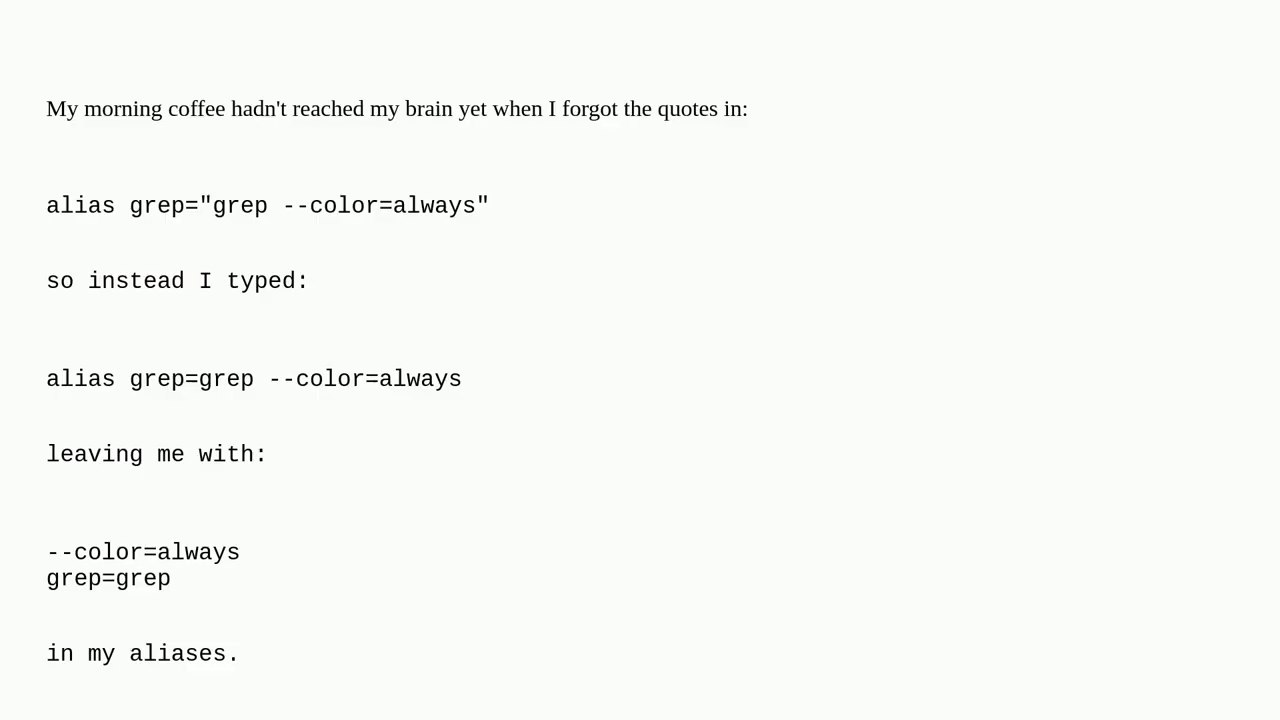 My morning coffee hadn't reached my brain yet when I forgot the quotes in:
alias grep="grep --color=always"
so instead I typed:
alias grep=grep --color=always
leaving me with:
--color=always
grep=grep
in my aliases.